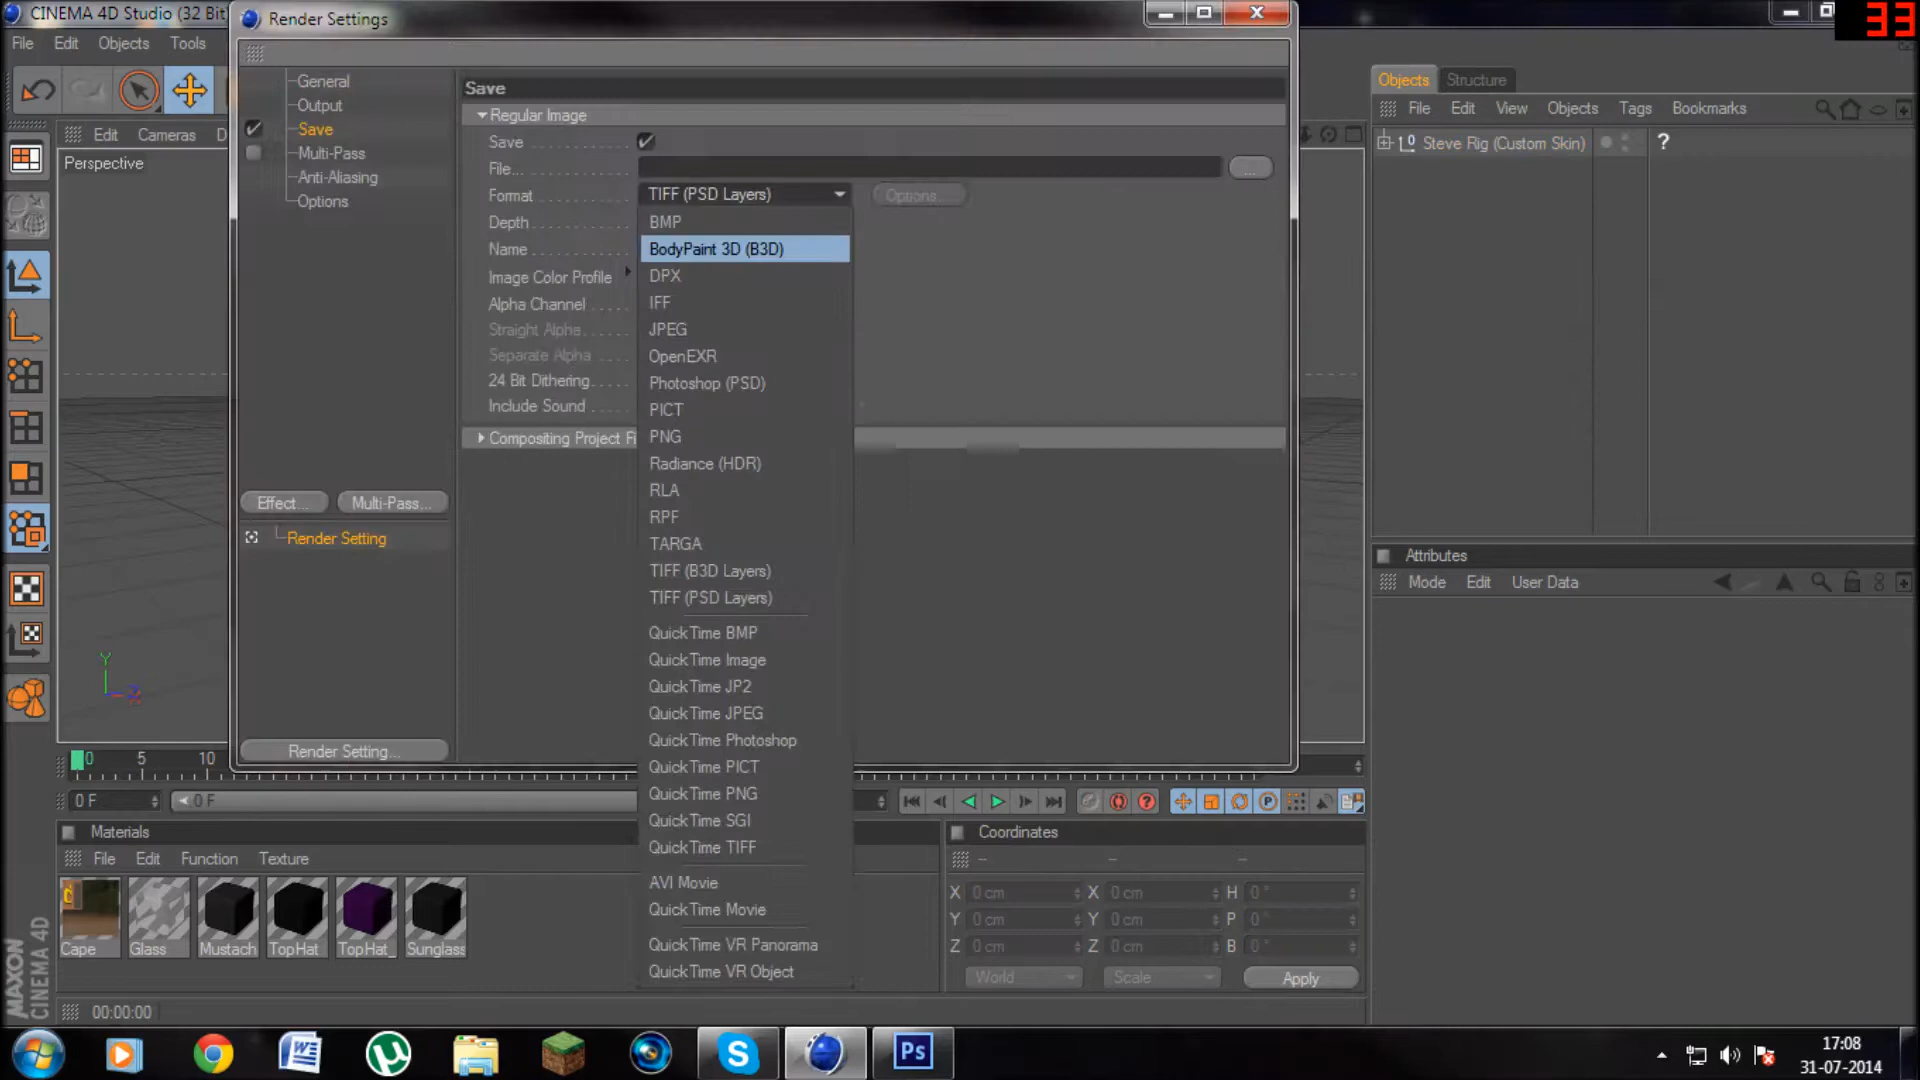 CINEMA 4D Studio (32 Bit
Render Settings
33
File Edit Objects Tools
General
Output
Save
Multi-Pass
Anti-Aliasing
Options
Effect...
Multi-Pass...
Render Setting
Render Setting...
Save
Regular Image
Save
File...
...
Format
TIFF (PSD Layers)
Options...
Depth
Name
Image Color Profile
Alpha Channel
Straight Alpha
Separate Alpha
24 Bit Dithering
Include Sound
Compositing Project Fi
BMP
BodyPaint 3D (B3D)
DPX
IFF
JPEG
OpenEXR
Photoshop (PSD)
PICT
PNG
Radiance (HDR)
RLA
RPF
TARGA
TIFF (B3D Layers)
TIFF (PSD Layers)
QuickTime BMP
QuickTime Image
QuickTime JP2
QuickTime JPEG
QuickTime Photoshop
QuickTime PICT
QuickTime PNG
QuickTime SGI
QuickTime TIFF
AVI Movie
QuickTime Movie
QuickTime VR Panorama
QuickTime VR Object
Edit Cameras D
Perspective
Y
Objects Structure
File Edit View Objects Tags Bookmarks
Steve Rig (Custom Skin)
?
Attributes
Mode Edit User Data
0 5 10
0 F
0 F
Materials
File Edit Function Texture
Cape
Glass
Mustach
TopHat
TopHat_
Sunglass
Coordinates
-- -- --
X 0 cm X 0 cm H 0 °
Y 0 cm Y 0 cm P 0 °
Z 0 cm Z 0 cm B 0 °
World Scale Apply
MAXON
CINEMA 4D
00:00:00
W
µ
S
Ps
17:08
31-07-2014